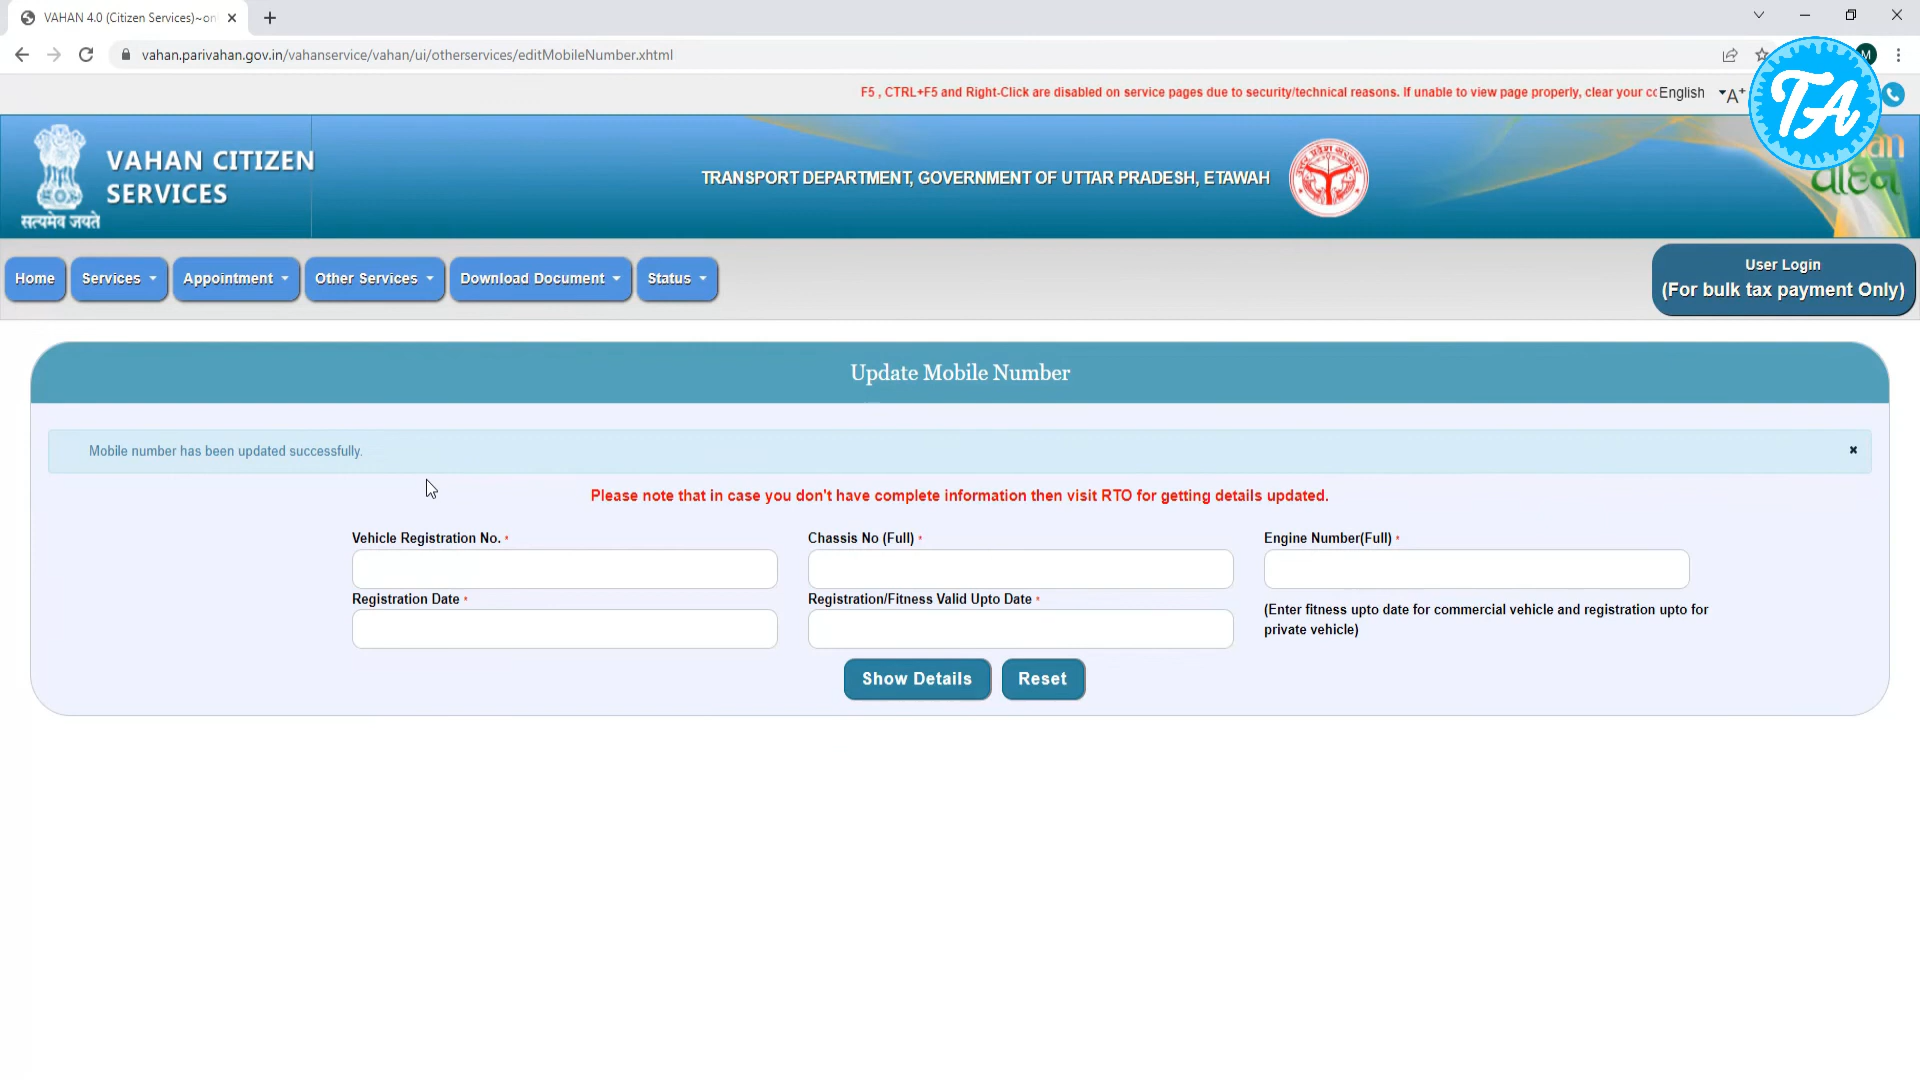 VAHAN 4.0 (Citizen Services)~on
vahan.parivahan.gov.in/vahanservice/vahan/ui/otherservices/editMobileNumber.xhtml
M
F5 , CTRL+F5 and Right-Click are disabled on service pages due to security/technical reasons. If unable to view page properly, clear your cc
English
A+
TA
VAHAN CITIZEN
SERVICES
सत्यमेव जयते
TRANSPORT DEPARTMENT, GOVERNMENT OF UTTAR PRADESH, ETAWAH
Home
Services
Appointment
Other Services
Download Document
Status
User Login
(For bulk tax payment Only)
Update Mobile Number
Mobile number has been updated successfully.
Please note that in case you don't have complete information then visit RTO for getting details updated.
Vehicle Registration No. *
Chassis No (Full) *
Engine Number(Full) *
Registration Date *
Registration/Fitness Valid Upto Date *
(Enter fitness upto date for commercial vehicle and registration upto for
private vehicle)
Show Details
Reset